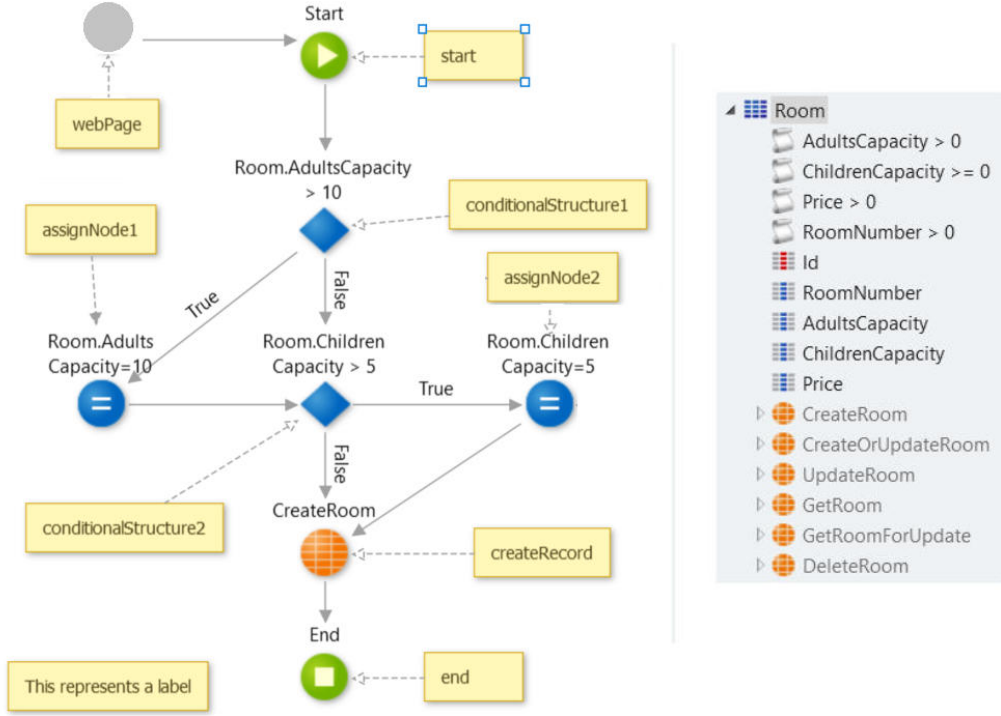 Start
start
webPage
Room.AdultsCapacity
> 10
conditionalStructure1
assignNode1
assignNode2
True
False
Room.Adults
Capacity=10
Room.Children
Capacity > 5
Room.Children
Capacity=5
True
False
conditionalStructure2
CreateRoom
createRecord
End
end
This represents a label
Room
AdultsCapacity > 0
ChildrenCapacity >= 0
Price > 0
RoomNumber > 0
Id
RoomNumber
AdultsCapacity
ChildrenCapacity
Price
CreateRoom
CreateOrUpdateRoom
UpdateRoom
GetRoom
GetRoomForUpdate
DeleteRoom